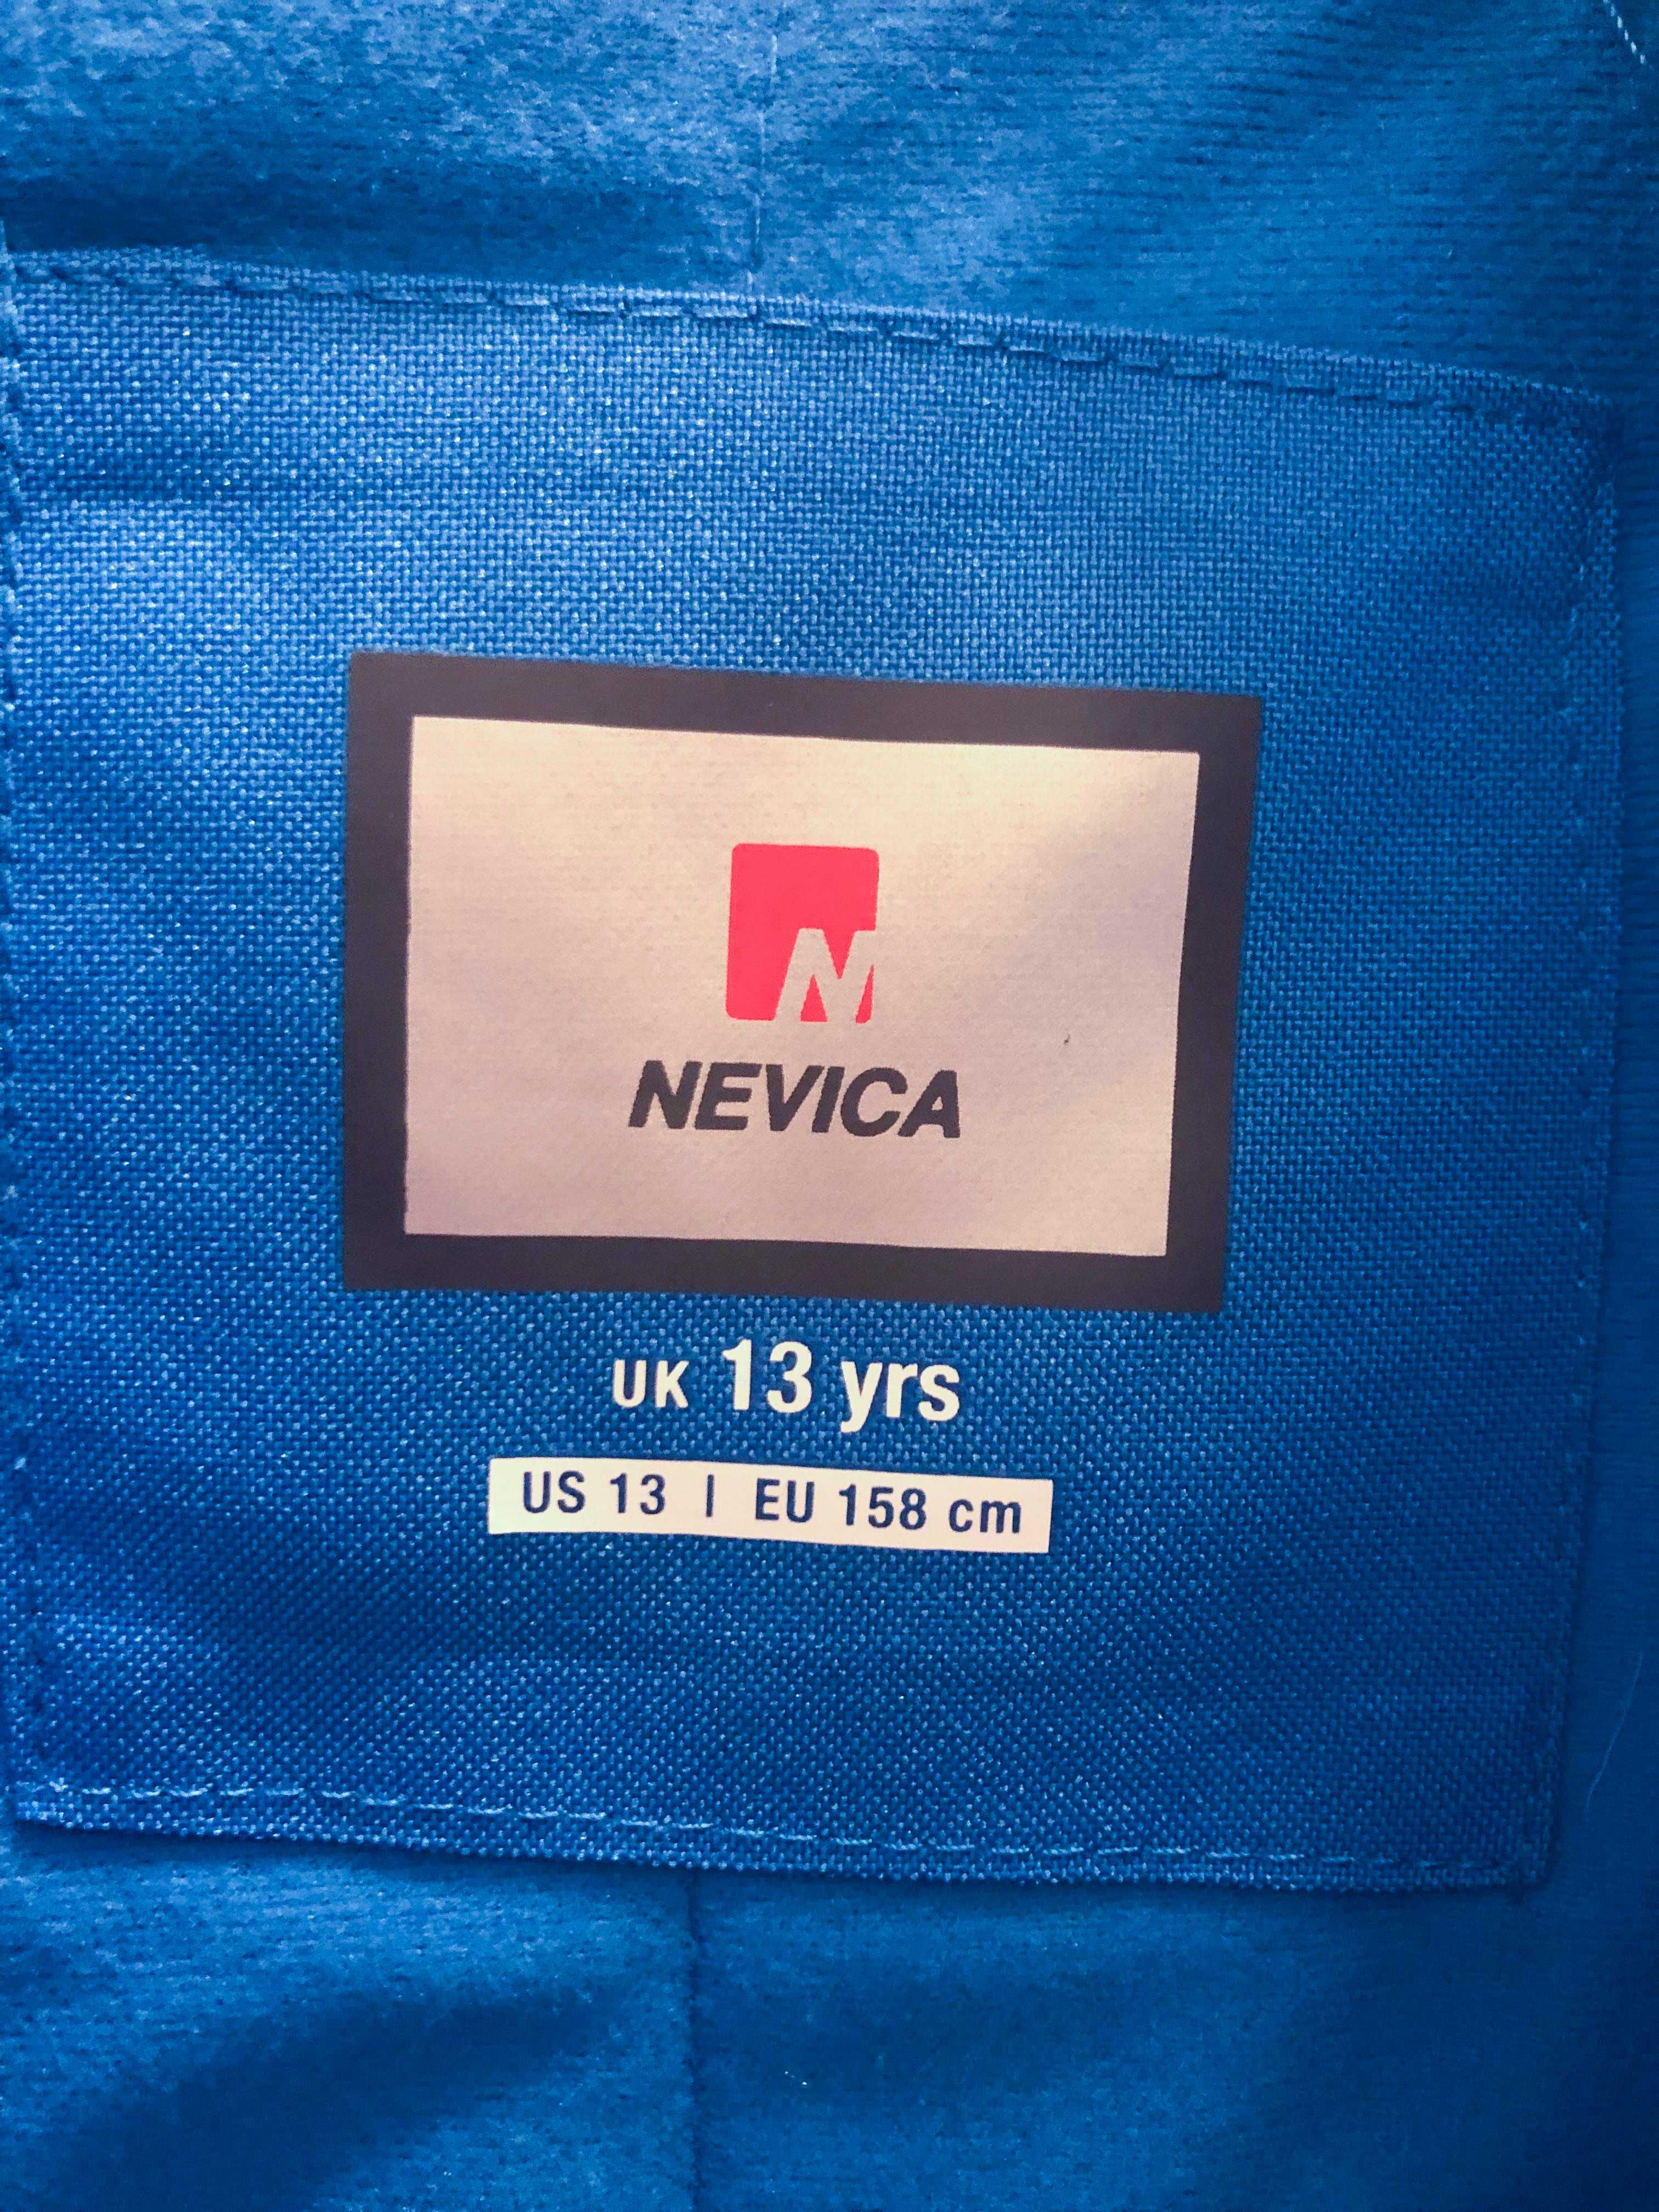 N
NEVICA
UK 13 yrs
US 13 | EU 158 cm